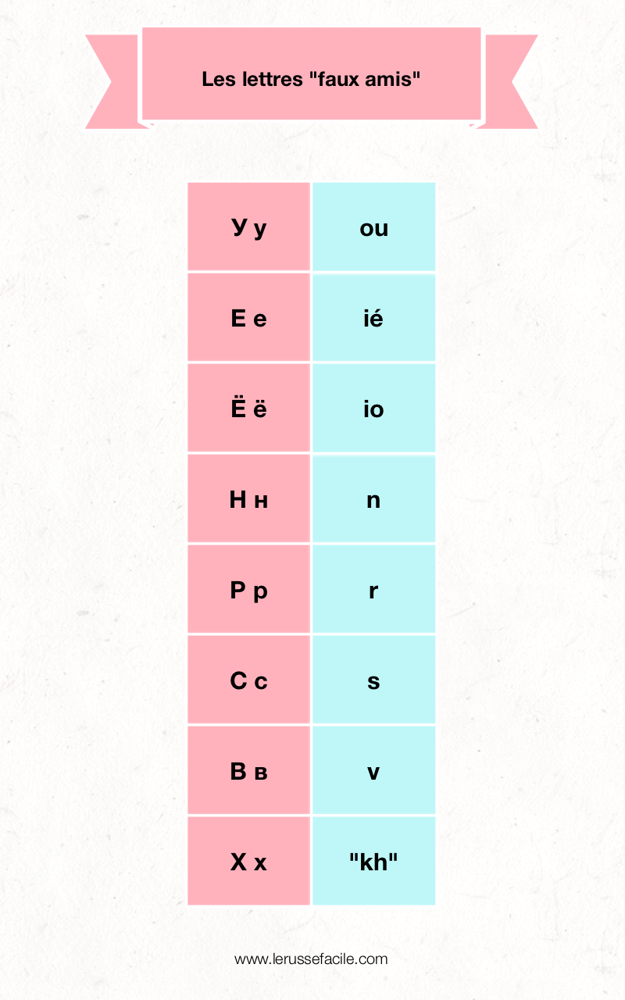 Les lettres "faux amis"
У у ou
Е е ié
Ё ё io
Н н n
Р р r
С с s
В в v
Х х "kh"
www.lerussefacile.com